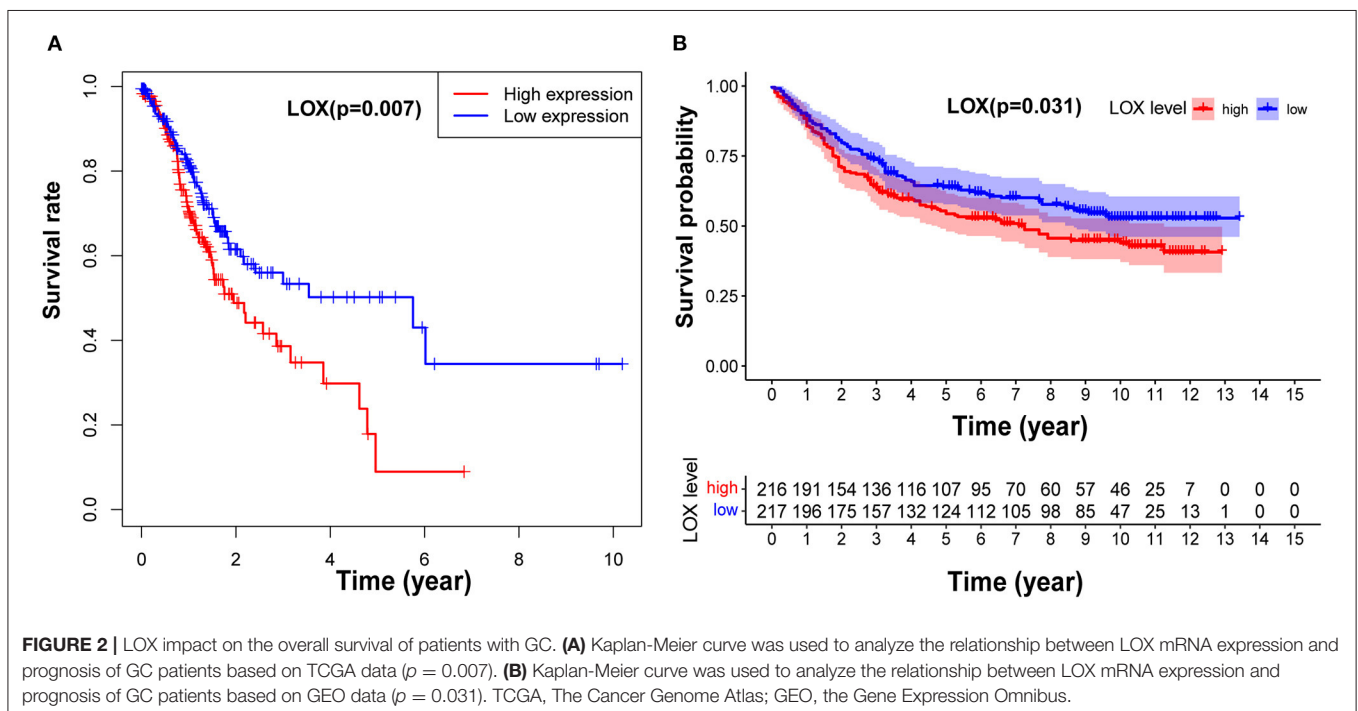 A
LOX(p=0.007)
High expression
Low expression
Survival rate
1.0
0.8
0.6
0.4
0.2
0.0
0 2 4 6 8 10
Time (year)
B
LOX(p=0.031)
LOX level high low
Survival probability
1.00
0.75
0.50
0.25
0.00
0 1 2 3 4 5 6 7 8 9 10 11 12 13 14 15
Time (year)
LOX level
high 216 191 154 136 116 107 95 70 60 57 46 25 7 0 0 0
low 217 196 175 157 132 124 112 105 98 85 47 25 13 1 0 0
0 1 2 3 4 5 6 7 8 9 10 11 12 13 14 15
Time (year)
FIGURE 2 | LOX impact on the overall survival of patients with GC. (A) Kaplan-Meier curve was used to analyze the relationship between LOX mRNA expression and
prognosis of GC patients based on TCGA data (p = 0.007). (B) Kaplan-Meier curve was used to analyze the relationship between LOX mRNA expression and
prognosis of GC patients based on GEO data (p = 0.031). TCGA, The Cancer Genome Atlas; GEO, the Gene Expression Omnibus.